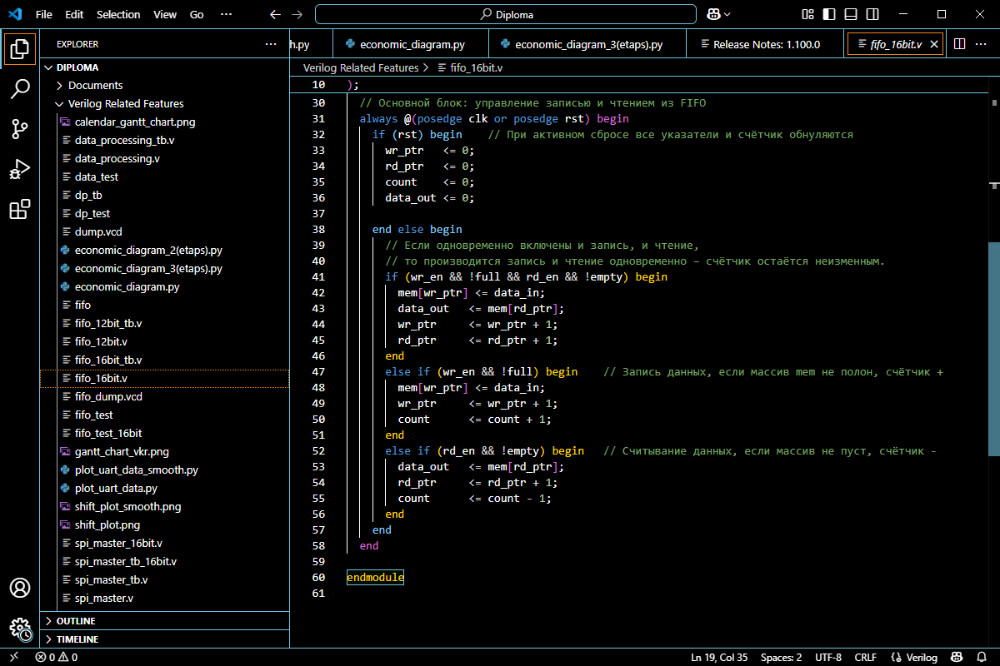 File Edit Selection View Go ··· Diploma
EXPLORER ···
h.py economic_diagram.py economic_diagram_3(etaps).py Release Notes: 1.100.0 fifo_16bit.v ···
DIPLOMA
Documents
Verilog Related Features
calendar_gantt_chart.png
data_processing_tb.v
data_processing.v
data_test
dp_tb
dp_test
dump.vcd
economic_diagram_2(etaps).py
economic_diagram_3(etaps).py
economic_diagram.py
fifo
fifo_12bit_tb.v
fifo_12bit.v
fifo_16bit_tb.v
fifo_16bit.v
fifo_dump.vcd
fifo_test
fifo_test_16bit
gantt_chart_vkr.png
plot_uart_data_smooth.py
plot_uart_data.py
shift_plot_smooth.png
shift_plot.png
spi_master_16bit.v
spi_master_tb_16bit.v
spi_master_tb.v
spi_master.v
OUTLINE
TIMELINE
Verilog Related Features > fifo_16bit.v
10 );
30 // Основной блок: управление записью и чтением из FIFO
31 always @(posedge clk or posedge rst) begin
32 if (rst) begin // При активном сбросе все указатели и счётчик обнуляются
33 wr_ptr <= 0;
34 rd_ptr <= 0;
35 count <= 0;
36 data_out <= 0;
37
38 end else begin
39 // Если одновременно включены и запись, и чтение,
40 // то производится запись и чтение одновременно – счётчик остаётся неизменным.
41 if (wr_en && !full && rd_en && !empty) begin
42 mem[wr_ptr] <= data_in;
43 data_out <= mem[rd_ptr];
44 wr_ptr <= wr_ptr + 1;
45 rd_ptr <= rd_ptr + 1;
46 end
47 else if (wr_en && !full) begin // Запись данных, если массив mem не полон, счётчик +
48 mem[wr_ptr] <= data_in;
49 wr_ptr <= wr_ptr + 1;
50 count <= count + 1;
51 end
52 else if (rd_en && !empty) begin // Считывание данных, если массив не пуст, счётчик -
53 data_out <= mem[rd_ptr];
54 rd_ptr <= rd_ptr + 1;
55 count <= count - 1;
56 end
57 end
58 end
59
60 endmodule
61
0 0 Ln 19, Col 35 Spaces: 2 UTF-8 CRLF Verilog